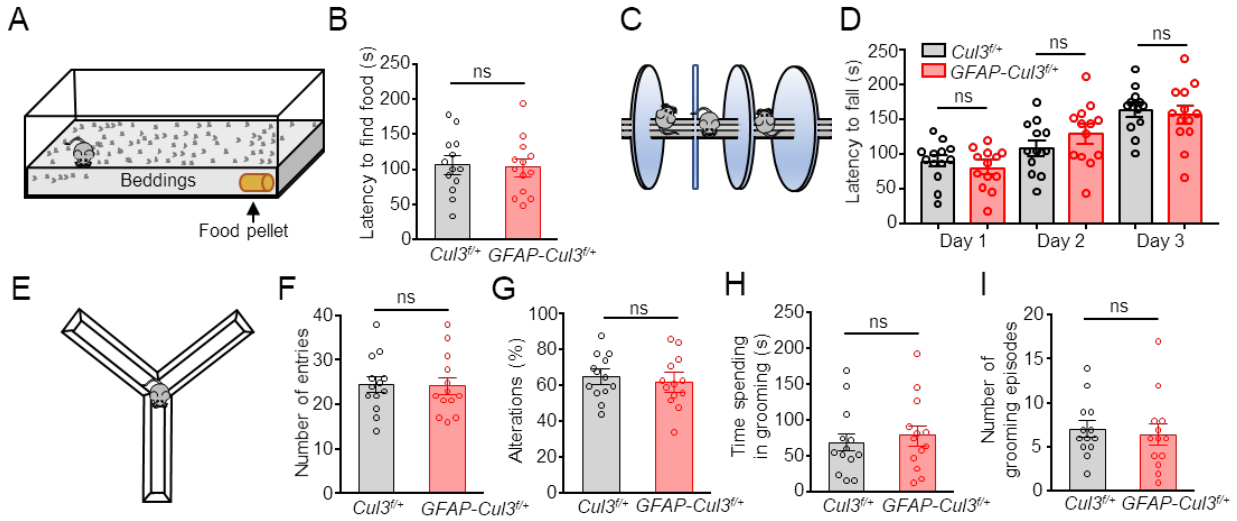 A
Beddings
Food pellet
B
Latency to find food (s)
250
200
150
100
50
0
ns
Cul3f/+
GFAP-Cul3f/+
C
D
Latency to fall (s)
250
200
150
100
50
0
Cul3f/+
GFAP-Cul3f/+
ns
ns
ns
Day 1
Day 2
Day 3
E
F
Number of entries
40
30
20
10
0
ns
Cul3f/+
GFAP-Cul3f/+
G
Alterations (%)
100
80
60
40
20
0
ns
Cul3f/+
GFAP-Cul3f/+
H
Time spending
in grooming (s)
250
200
150
100
50
0
ns
Cul3f/+
GFAP-Cul3f/+
I
Number of
grooming episodes
20
15
10
5
0
ns
Cul3f/+
GFAP-Cul3f/+